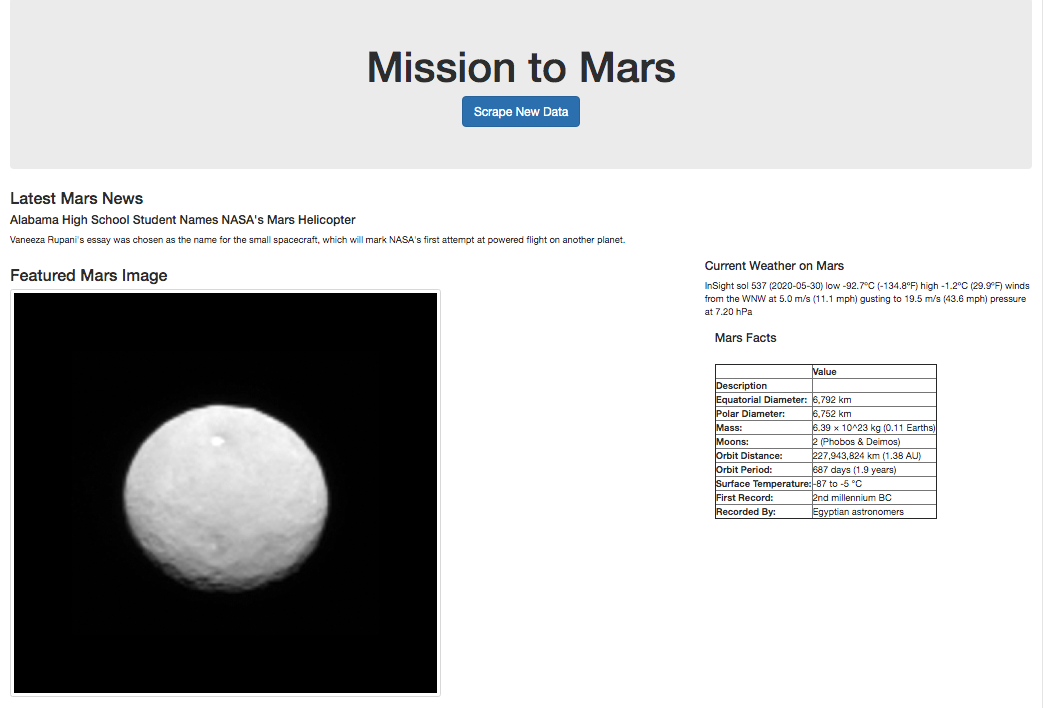 Mission to Mars
Scrape New Data
Latest Mars News
Alabama High School Student Names NASA's Mars Helicopter
Vaneeza Rupani's essay was chosen as the name for the small spacecraft, which will mark NASA's first attempt at powered flight on another planet.
Featured Mars Image
Current Weather on Mars
InSight sol 537 (2020-05-30) low -92.7ºC (-134.8ºF) high -1.2ºC (29.9ºF) winds
from the WNW at 5.0 m/s (11.1 mph) gusting to 19.5 m/s (43.6 mph) pressure
at 7.20 hPa
Mars Facts
Value
Description
Equatorial Diameter: 6,792 km
Polar Diameter: 6,752 km
Mass: 6.39 × 10^23 kg (0.11 Earths)
Moons: 2 (Phobos & Deimos)
Orbit Distance: 227,943,824 km (1.38 AU)
Orbit Period: 687 days (1.9 years)
Surface Temperature: -87 to -5 °C
First Record: 2nd millennium BC
Recorded By: Egyptian astronomers